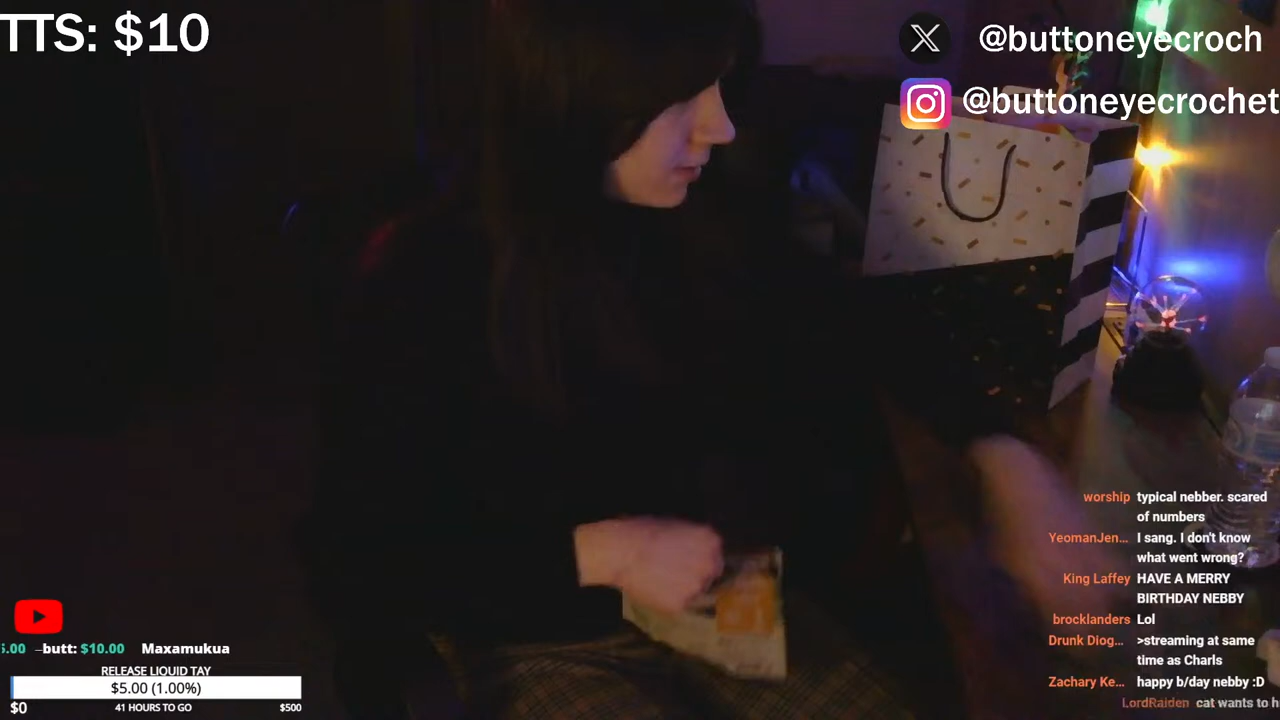 TTS: $10
@buttoneyecroch
@buttoneyecrochet
worship typical nebber. scared
of numbers
YeomanJen... I sang. I don't know
what went wrong?
King Laffey HAVE A MERRY
BIRTHDAY NEBBY
brocklanders Lol
Drunk Diog... >streaming at same
time as Charls
Zachary Ke... happy b/day nebby :D
LordRaiden cat wants to h
5.00 –butt: $10.00 Maxamukua
RELEASE LIQUID TAY
$5.00 (1.00%)
$0 41 HOURS TO GO $500